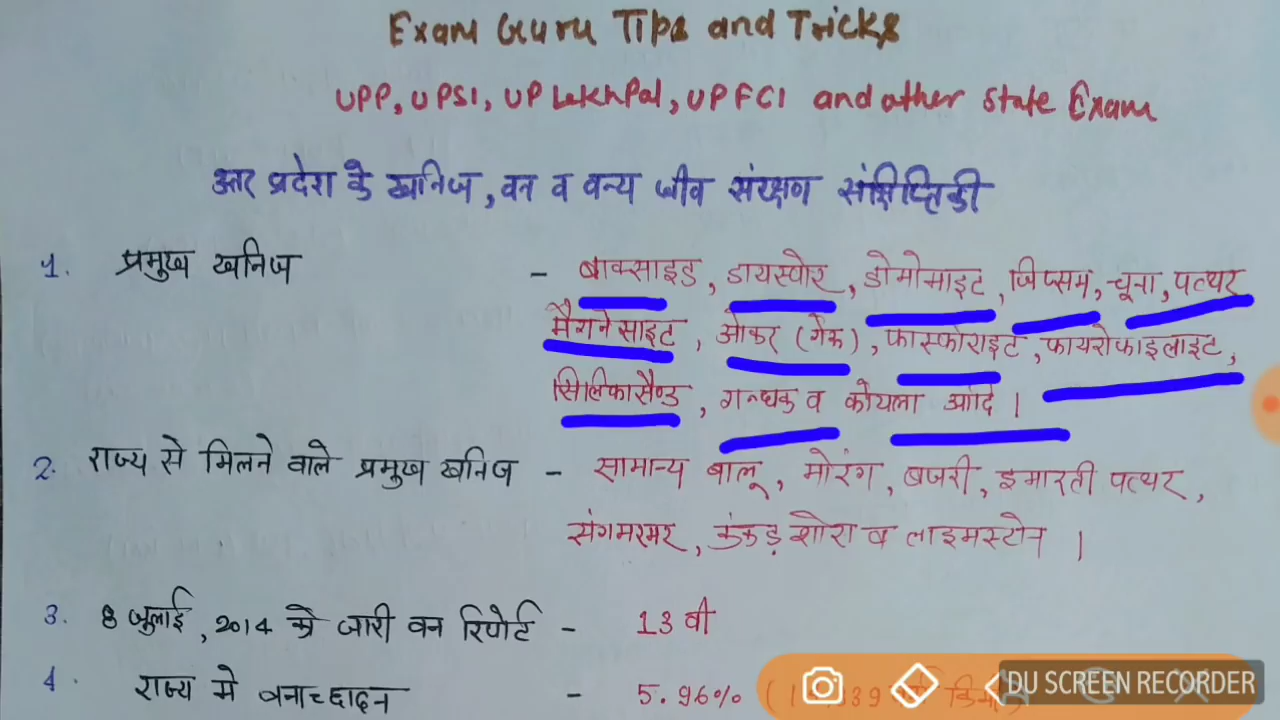 Exam Guru Tips and Tricks
UPP, UPSI, UP Lekhpal, UPFCI and other State Exam
उत्तर प्रदेश के खनिज, वन व वन्य जीव संरक्षण संक्षिप्तिकी
1. प्रमुख खनिज - बाक्साइड, डायस्पोर, डोमोमाइट, जिप्सम, चूना, पत्थर
मैगनेसाइट, ओकर (गेरू), फास्फोराइट, फायरोफाइलाइट,
सिलिकासैण्ड, गन्धक व कोयला आदि।
2. राज्य से मिलने वाले प्रमुख खनिज - सामान्य बालू, मोरंग, बजरी, इमारती पत्थर,
संगमरमर, कंकड़ शोरा व लाइमस्टोन।
3. 8 जुलाई, 2014 को जारी वन रिपोर्ट - 13 वी
4. राज्य मे वनाच्छादन - 5.96%
DU SCREEN RECORDER